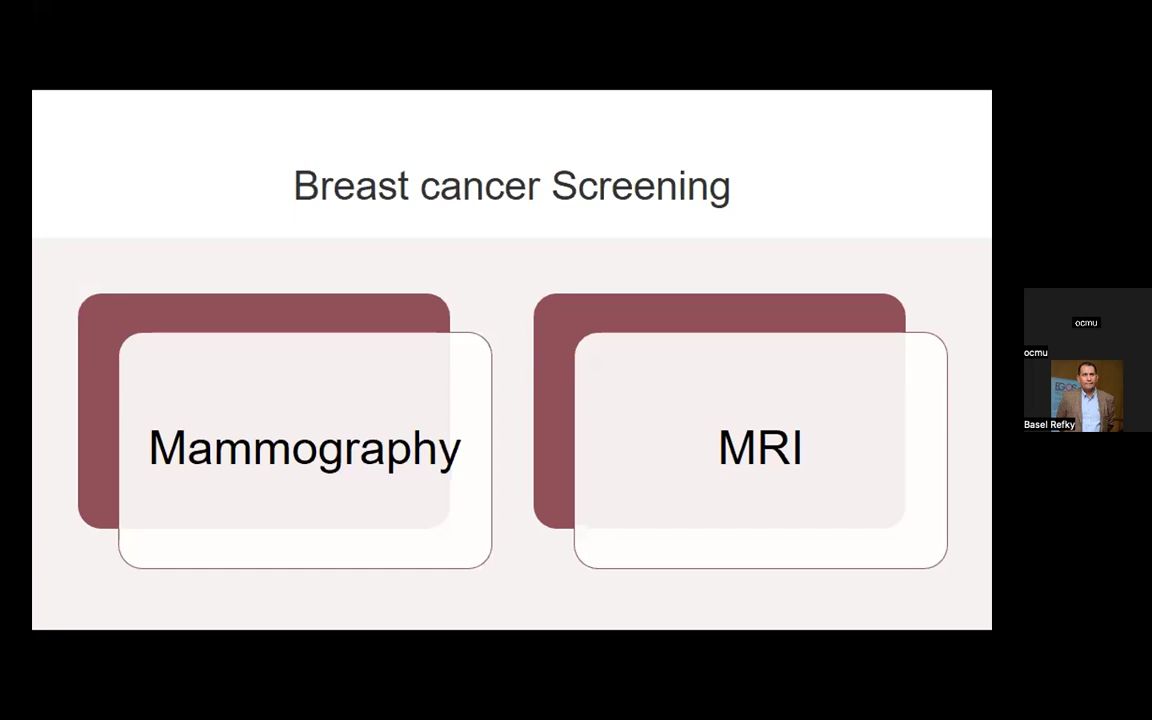 Breast cancer Screening
Mammography
MRI
ocmu
ocmu
Basel Refky